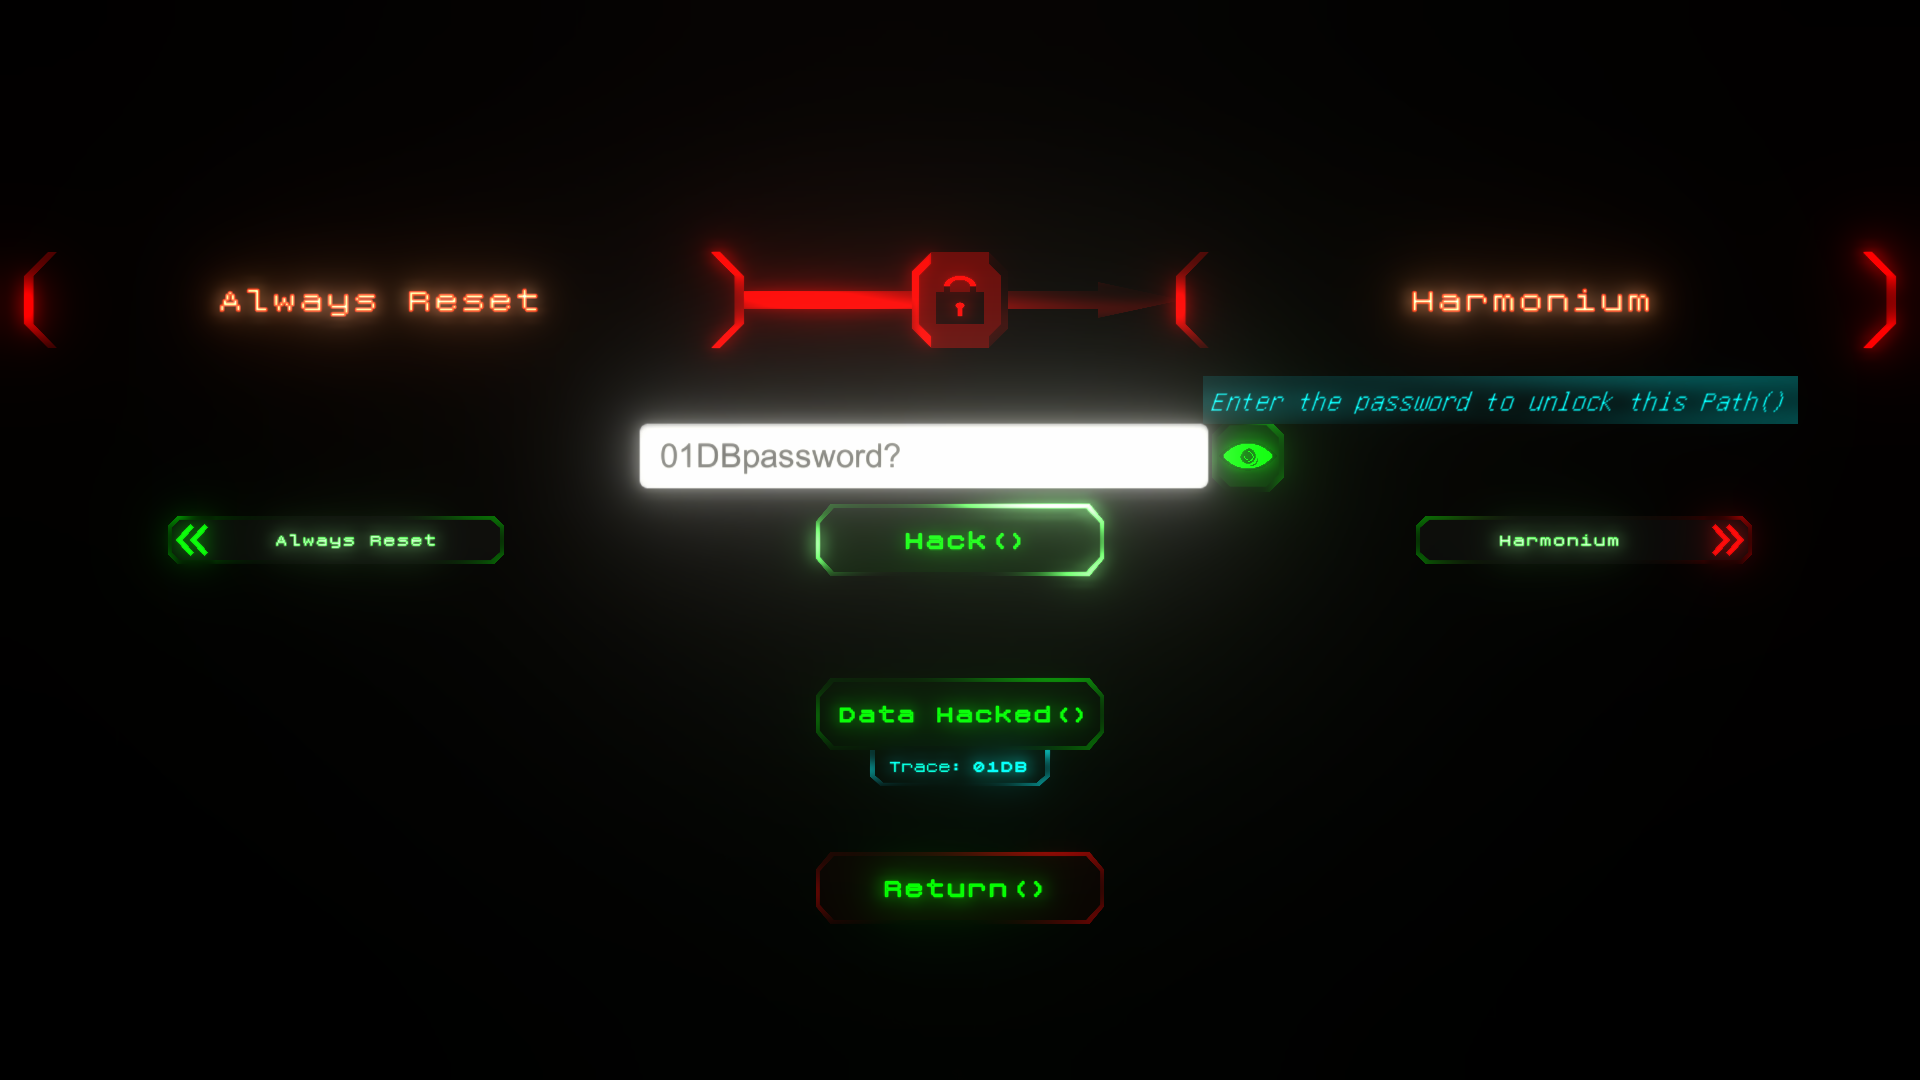 Always Reset
Harmonium
Enter the password to unlock this Path()
01DBpassword?
Always Reset
Hack()
Harmonium
Data Hacked()
Trace: 01DB
Return()